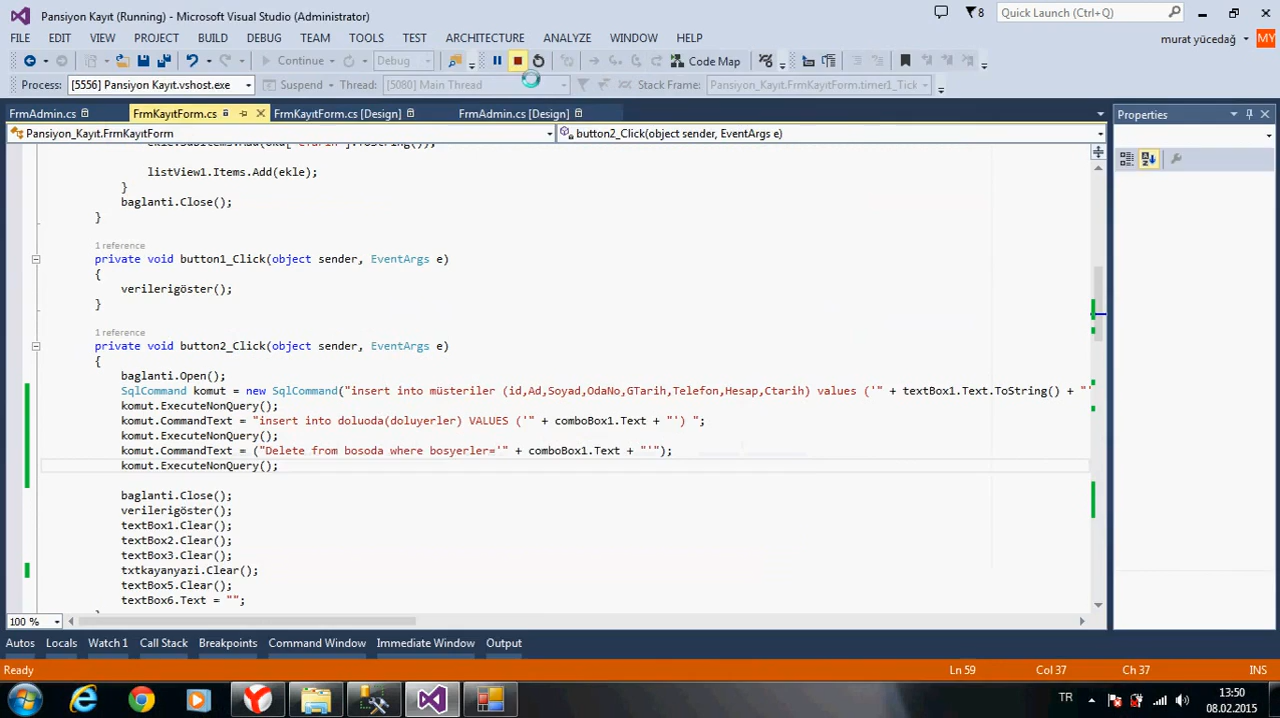 Pansiyon Kayıt (Running) - Microsoft Visual Studio (Administrator)
8
Quick Launch (Ctrl+Q)
FILE EDIT VIEW PROJECT BUILD DEBUG TEAM TOOLS TEST ARCHITECTURE ANALYZE WINDOW HELP
murat yücedağ MY
Continue Debug Code Map
Process: [5556] Pansiyon Kayıt.vshost.exe Suspend Thread: [5080] Main Thread Stack Frame: Pansiyon_Kayıt.FrmKayıtForm.timer1_Tick
FrmAdmin.cs FrmKayıtForm.cs FrmKayıtForm.cs [Design] FrmAdmin.cs [Design]
Properties
Pansiyon_Kayıt.FrmKayıtForm button2_Click(object sender, EventArgs e)
listView1.Items.Add(ekle);
}
baglanti.Close();
}
1 reference
private void button1_Click(object sender, EventArgs e)
{
verilerigöster();
}
1 reference
private void button2_Click(object sender, EventArgs e)
{
baglanti.Open();
SqlCommand komut = new SqlCommand("insert into müsteriler (id,Ad,Soyad,OdaNo,GTarih,Telefon,Hesap,Ctarih) values ('" + textBox1.Text.ToString() + "'
komut.ExecuteNonQuery();
komut.CommandText = "insert into doluoda(doluyerler) VALUES ('" + comboBox1.Text + "') ";
komut.ExecuteNonQuery();
komut.CommandText = ("Delete from bosoda where bosyerler='" + comboBox1.Text + "'");
komut.ExecuteNonQuery();
baglanti.Close();
verilerigöster();
textBox1.Clear();
textBox2.Clear();
textBox3.Clear();
txtkayanyazi.Clear();
textBox5.Clear();
textBox6.Text = "";
100 %
Autos Locals Watch 1 Call Stack Breakpoints Command Window Immediate Window Output
Ready Ln 59 Col 37 Ch 37 INS
TR 13:50
08.02.2015